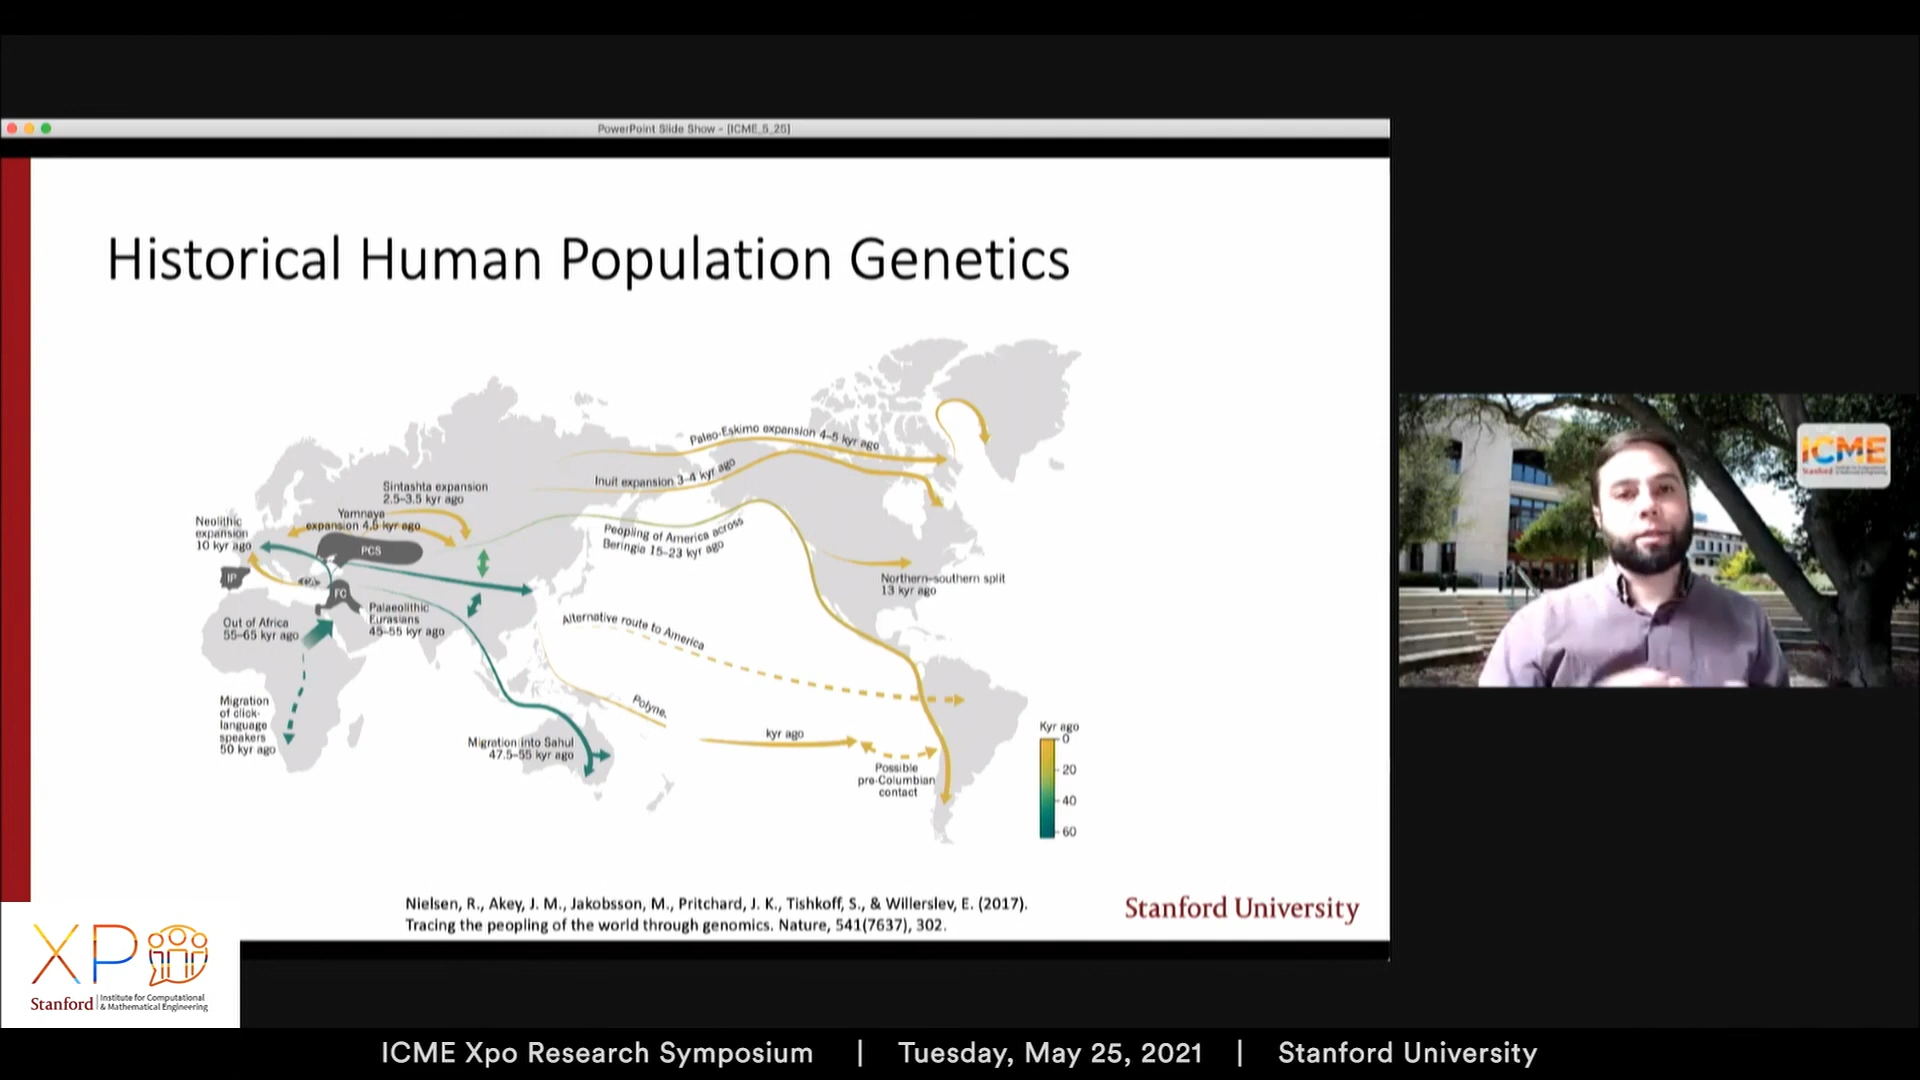 PowerPoint Slide Show - [ICME_5_25]
Historical Human Population Genetics
Paleo-Eskimo expansion 4–5 kyr ago
Inuit expansion 3–4 kyr ago
Sintashta expansion
2.5–3.5 kyr ago
Yamnaya
expansion 4.5 kyr ago
Neolithic
expansion
10 kyr ago
PCS
IP
CA
FC
Peopling of America across
Beringia 15–23 kyr ago
Northern–southern split
13 kyr ago
Out of Africa
55–65 kyr ago
Palaeolithic
Eurasians
45–55 kyr ago
Alternative route to America
Migration
of click-
language
speakers
50 kyr ago
Polyne.
kyr ago
Migration into Sahul
47.5–55 kyr ago
Possible
pre-Columbian
contact
Kyr ago
0
20
40
60
Nielsen, R., Akey, J. M., Jakobsson, M., Pritchard, J. K., Tishkoff, S., & Willerslev, E. (2017).
Tracing the peopling of the world through genomics. Nature, 541(7637), 302.
Stanford University
ICME
Stanford
XPO
Stanford | Institute for Computational
& Mathematical Engineering
ICME Xpo Research Symposium | Tuesday, May 25, 2021 | Stanford University